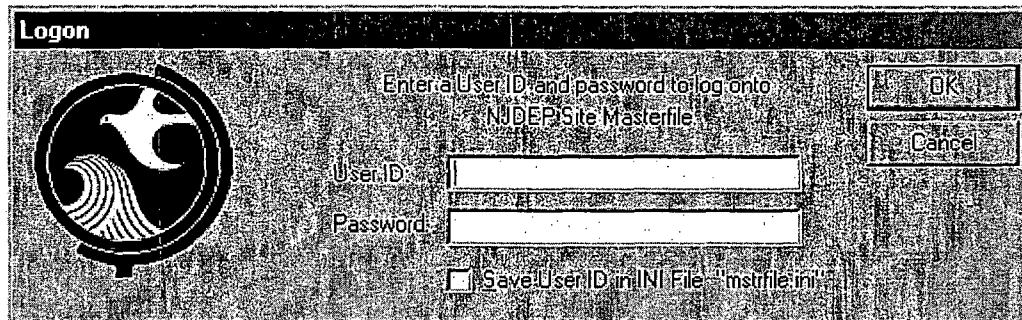 Logon
Enter a User ID and password to log onto
NJDEP Site Masterfile
OK
Cancel
User ID
Password
Save User ID in INI File - "mstrfile.ini"